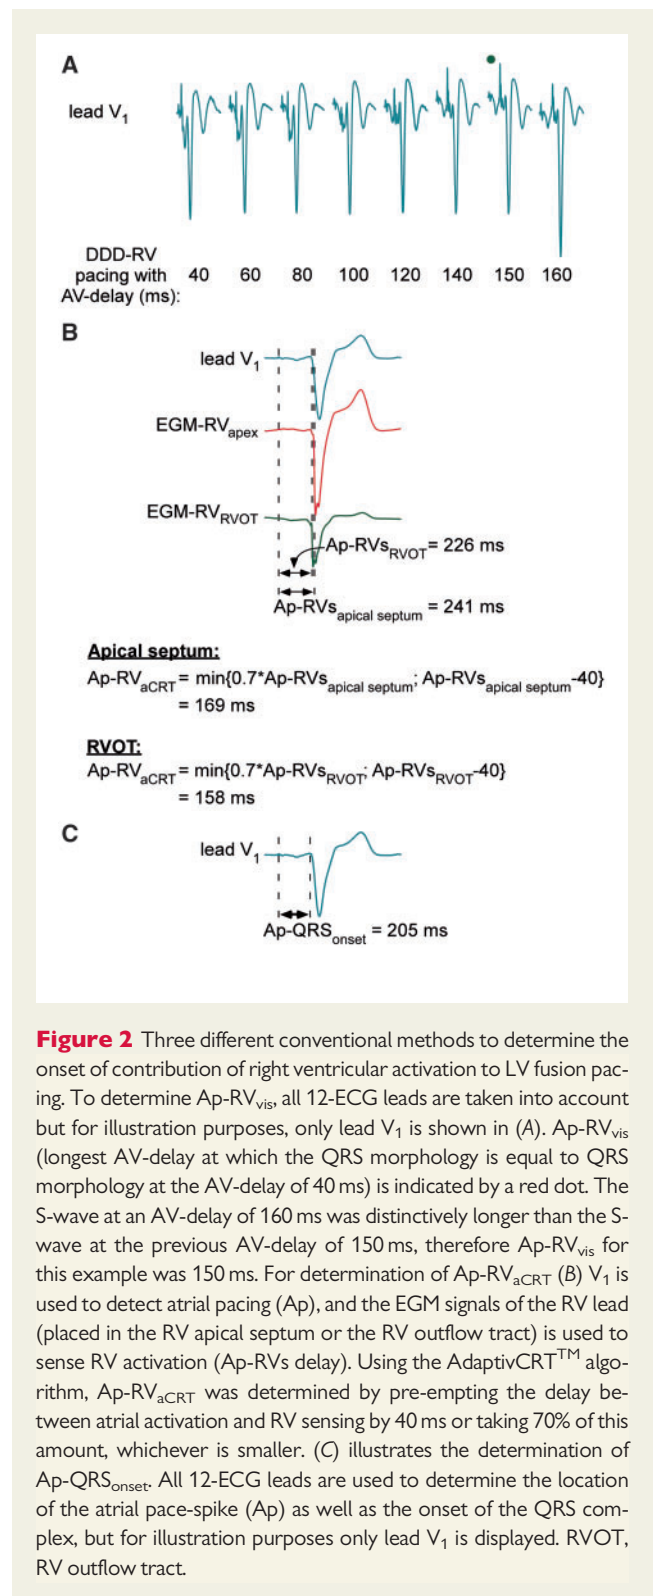 A
lead V1
DDD-RV
pacing with
AV-delay (ms):
40 60 80 100 120 140 150 160
B
lead V1
EGM-RVapex
EGM-RVRVOT
Ap-RVsRVOT= 226 ms
Ap-RVsapical septum = 241 ms
Apical septum:
Ap-RVaCRT = min{0.7*Ap-RVsapical septum; Ap-RVsapical septum-40}
= 169 ms
RVOT:
Ap-RVaCRT = min{0.7*Ap-RVsRVOT; Ap-RVsRVOT-40}
= 158 ms
C
lead V1
Ap-QRSonset = 205 ms
Figure 2 Three different conventional methods to determine the
onset of contribution of right ventricular activation to LV fusion pac-
ing. To determine Ap-RVvis, all 12-ECG leads are taken into account
but for illustration purposes, only lead V1 is shown in (A). Ap-RVvis
(longest AV-delay at which the QRS morphology is equal to QRS
morphology at the AV-delay of 40 ms) is indicated by a red dot. The
S-wave at an AV-delay of 160 ms was distinctively longer than the S-
wave at the previous AV-delay of 150 ms, therefore Ap-RVvis for
this example was 150 ms. For determination of Ap-RVaCRT (B) V1 is
used to detect atrial pacing (Ap), and the EGM signals of the RV lead
(placed in the RV apical septum or the RV outflow tract) is used to
sense RV activation (Ap-RVs delay). Using the AdaptivCRT™ algo-
rithm, Ap-RVaCRT was determined by pre-empting the delay be-
tween atrial activation and RV sensing by 40 ms or taking 70% of this
amount, whichever is smaller. (C) illustrates the determination of
Ap-QRSonset. All 12-ECG leads are used to determine the location
of the atrial pace-spike (Ap) as well as the onset of the QRS com-
plex, but for illustration purposes only lead V1 is displayed. RVOT,
RV outflow tract.